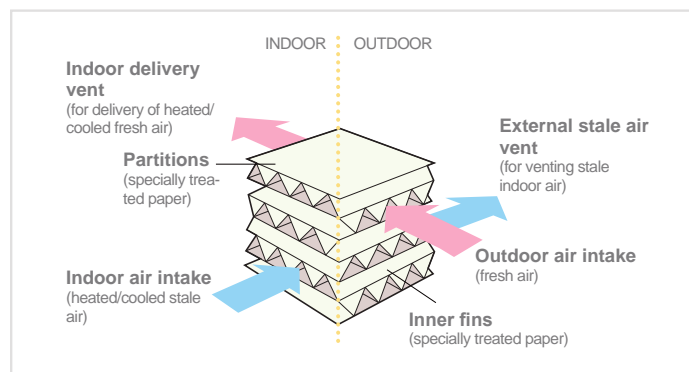 INDOOR OUTDOOR
Indoor delivery
vent
(for delivery of heated/
cooled fresh air)
Partitions
(specially trea-
ted paper)
External stale air
vent
(for venting stale
indoor air)
Indoor air intake
(heated/cooled stale
air)
Outdoor air intake
(fresh air)
Inner fins
(specially treated paper)